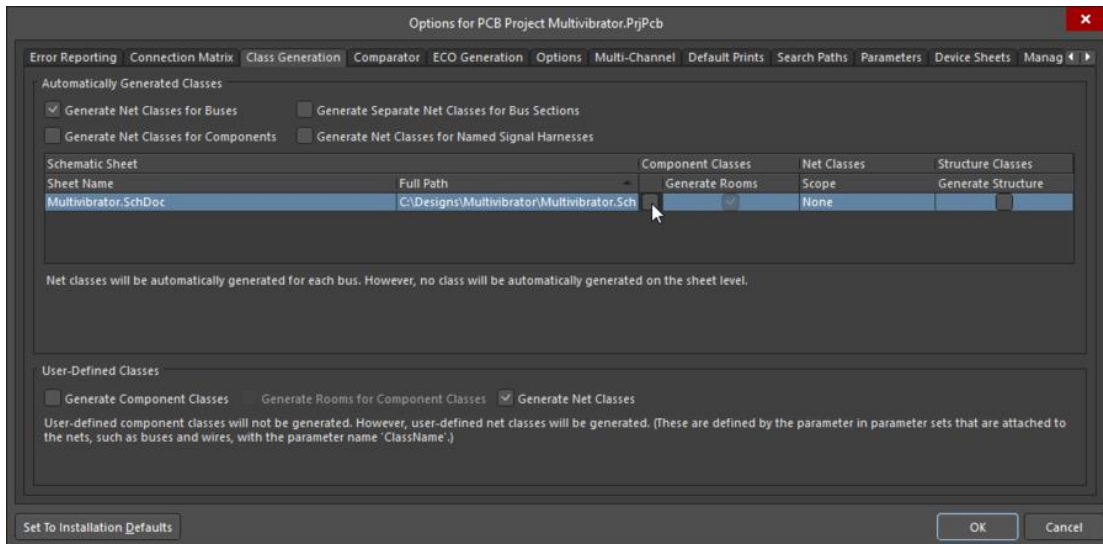 Options for PCB Project Multivibrator.PrjPcb
Error Reporting Connection Matrix Class Generation Comparator ECO Generation Options Multi-Channel Default Prints Search Paths Parameters Device Sheets Manag
Automatically Generated Classes
Generate Net Classes for Buses Generate Separate Net Classes for Bus Sections
Generate Net Classes for Components Generate Net Classes for Named Signal Harnesses
Schematic Sheet Component Classes Net Classes Structure Classes
Sheet Name Full Path Generate Rooms Scope Generate Structure
Multivibrator.SchDoc C:\Designs\Multivibrator\Multivibrator.Sch None
Net classes will be automatically generated for each bus. However, no class will be automatically generated on the sheet level.
User-Defined Classes
Generate Component Classes Generate Rooms for Component Classes Generate Net Classes
User-defined component classes will not be generated. However, user-defined net classes will be generated. (These are defined by the parameter in parameter sets that are attached to
the nets, such as buses and wires, with the parameter name 'ClassName'.)
Set To Installation Defaults OK Cancel